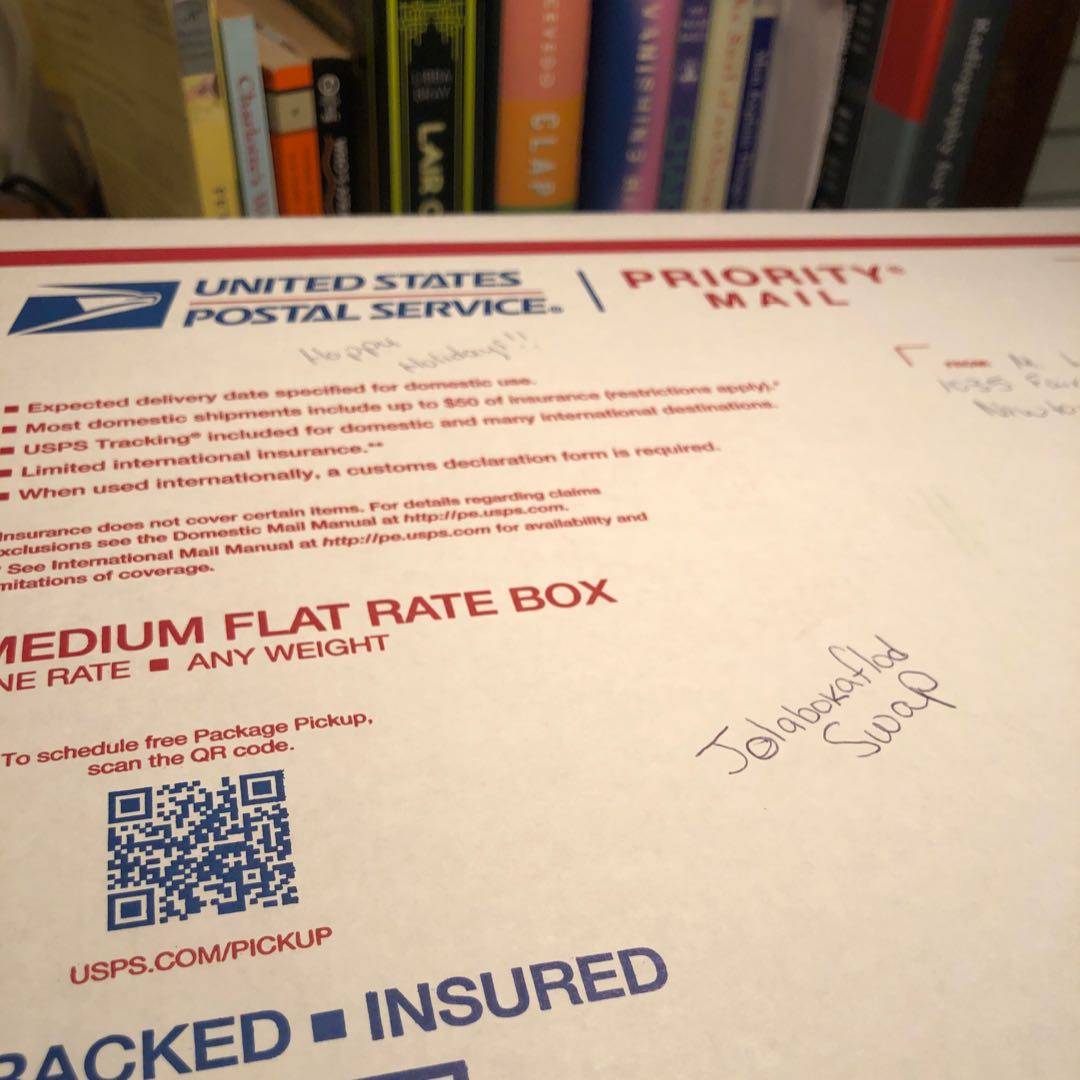 LIBBA
BRAY
LAIR O
CLAP
UNITED STATES
POSTAL SERVICE®
PRIORITY®
MAIL
Happy
Holidays!!
FROM: M L
Expected delivery date specified for domestic use.
Most domestic shipments include up to $50 of insurance (restrictions apply).*
USPS Tracking® included for domestic and many international destinations.
Limited international insurance.**
When used internationally, a customs declaration form is required.
Insurance does not cover certain items. For details regarding claims
xclusions see the Domestic Mail Manual at http://pe.usps.com.
* See International Mail Manual at http://pe.usps.com for availability and
mitations of coverage.
MEDIUM FLAT RATE BOX
NE RATE ■ ANY WEIGHT
Jolabokaflod
Swap
To schedule free Package Pickup,
scan the QR code.
USPS.COM/PICKUP
RACKED ■ INSURED